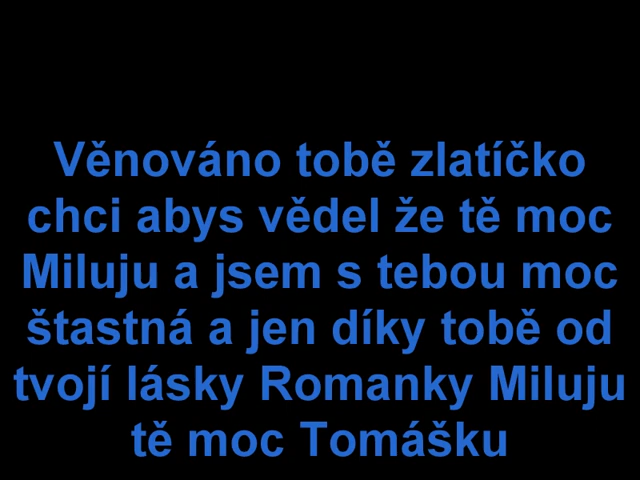 Věnováno tobě zlatíčko
chci abys vědel že tě moc
Miluju a jsem s tebou moc
štastná a jen díky tobě od
tvojí lásky Romanky Miluju
tě moc Tomášku